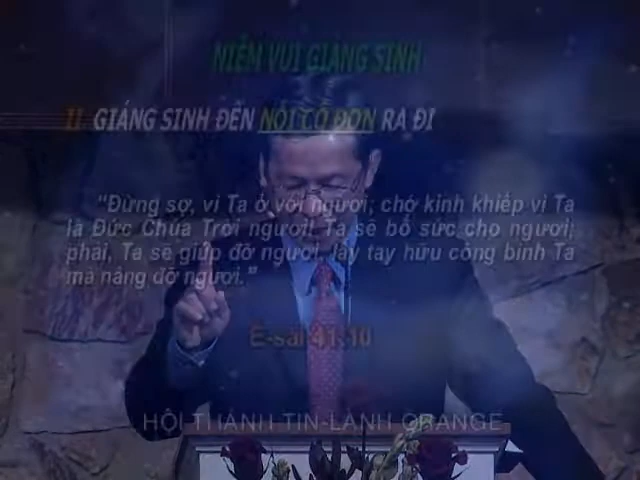 NIỀM VUI GIÁNG SINH
II. GIÁNG SINH ĐẾN NỖI CÔ ĐƠN RA ĐI
“Đừng sợ, vì Ta ở với ngươi; chớ kinh khiếp vì Ta
là Đức Chúa Trời ngươi! Ta sẽ bổ sức cho ngươi;
phải, Ta sẽ giúp đỡ ngươi, lấy tay hữu công bình Ta
mà nâng đỡ ngươi.”
Ê-sai 41:10
HỘI THÁNH TIN-LÀNH ORANGE